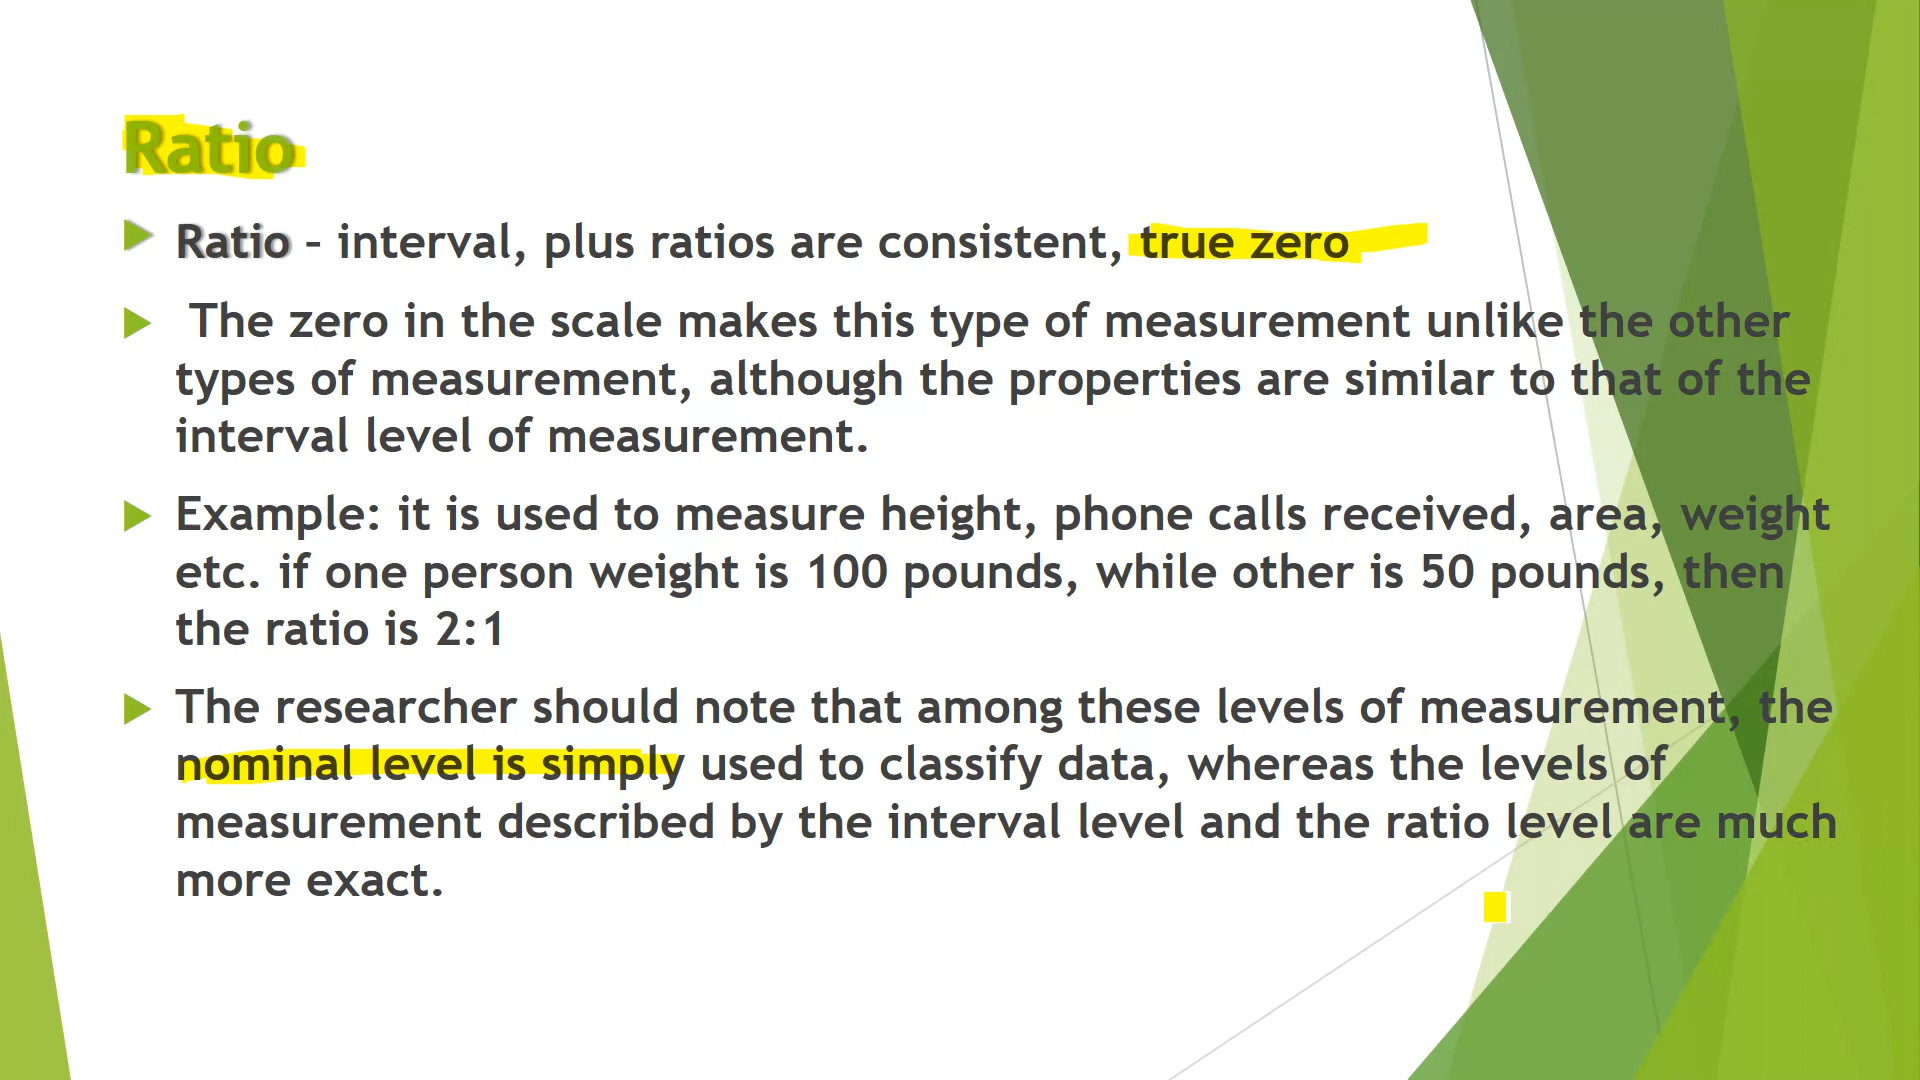 Ratio
Ratio – interval, plus ratios are consistent, true zero
The zero in the scale makes this type of measurement unlike the other
types of measurement, although the properties are similar to that of the
interval level of measurement.
Example: it is used to measure height, phone calls received, area, weight
etc. if one person weight is 100 pounds, while other is 50 pounds, then
the ratio is 2:1
The researcher should note that among these levels of measurement, the
nominal level is simply used to classify data, whereas the levels of
measurement described by the interval level and the ratio level are much
more exact.